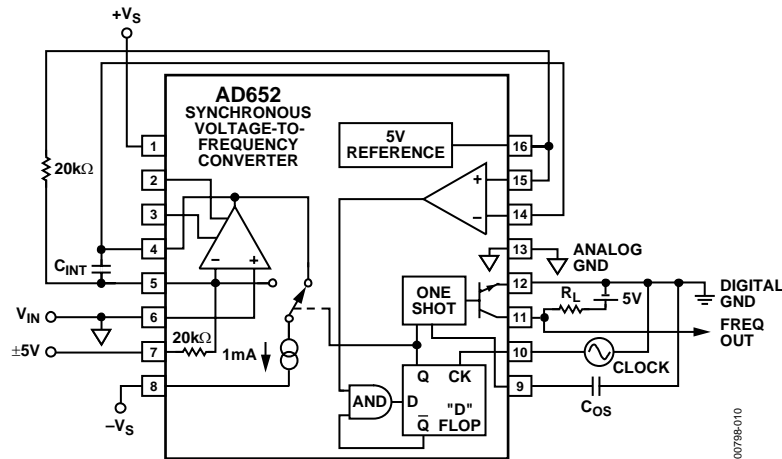 +VS
AD652
SYNCHRONOUS
VOLTAGE-TO-
FREQUENCY
CONVERTER
5V
REFERENCE
1
2
3
4
5
6
7
8
16
15
14
13
12
11
10
9
20kΩ
CINT
VIN
±5V
–VS
20kΩ
1mA
+
–
–
+
ONE
SHOT
AND
D
Q
CK
Q
"D"
FLOP
ANALOG
GND
DIGITAL
GND
RL
5V
FREQ
OUT
CLOCK
COS
00798-010